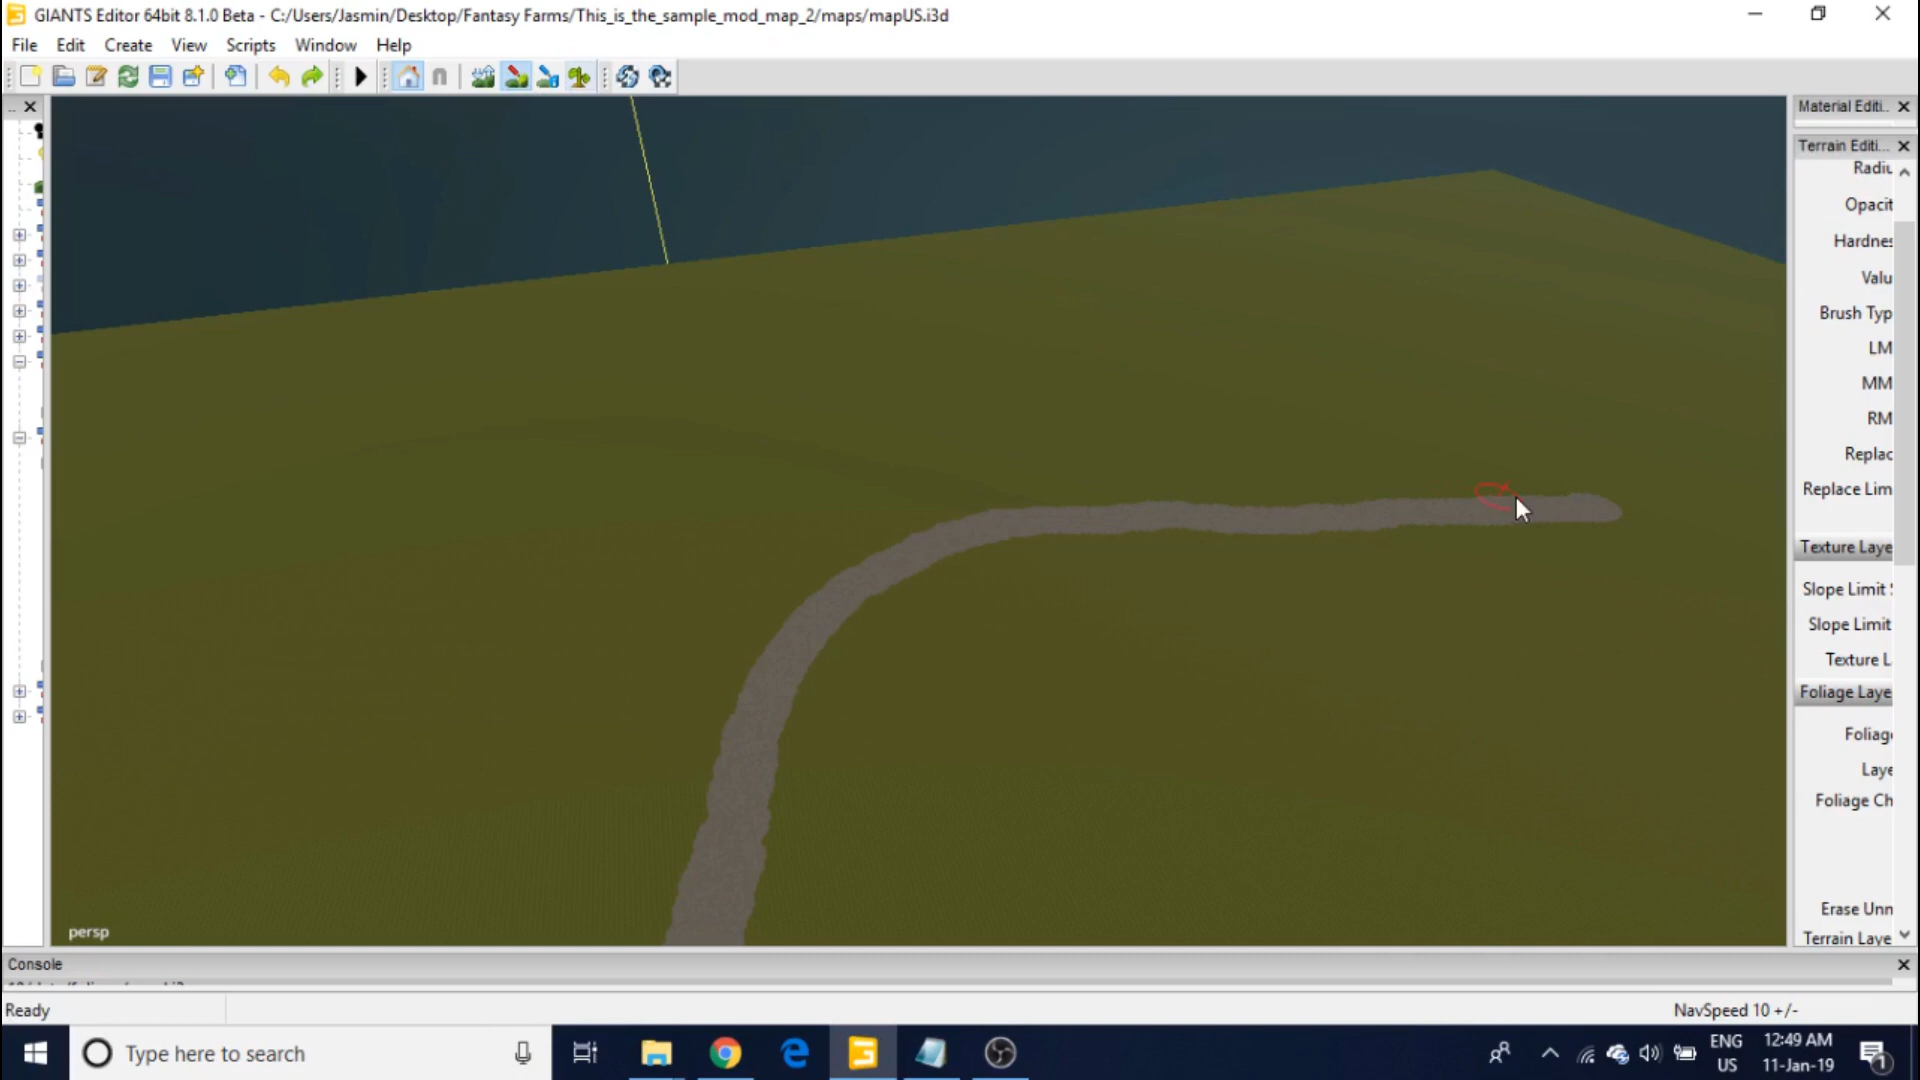 GIANTS Editor 64bit 8.1.0 Beta - C:/Users/Jasmin/Desktop/Fantasy Farms/This_is_the_sample_mod_map_2/maps/mapUS.i3d
File Edit Create View Scripts Window Help
..
Material Editi..
Terrain Editi...
Radiu
Opacit
Hardnes
Valu
Brush Typ
LM
MM
RM
Replac
Replace Lim
Texture Laye
Slope Limit S
Slope Limit
Texture L
Foliage Laye
Foliag
Laye
Foliage Ch
Erase Unn
Terrain Laye
persp
Console
Ready
NavSpeed 10 +/-
Type here to search
ENG
US
12:49 AM
11-Jan-19
1